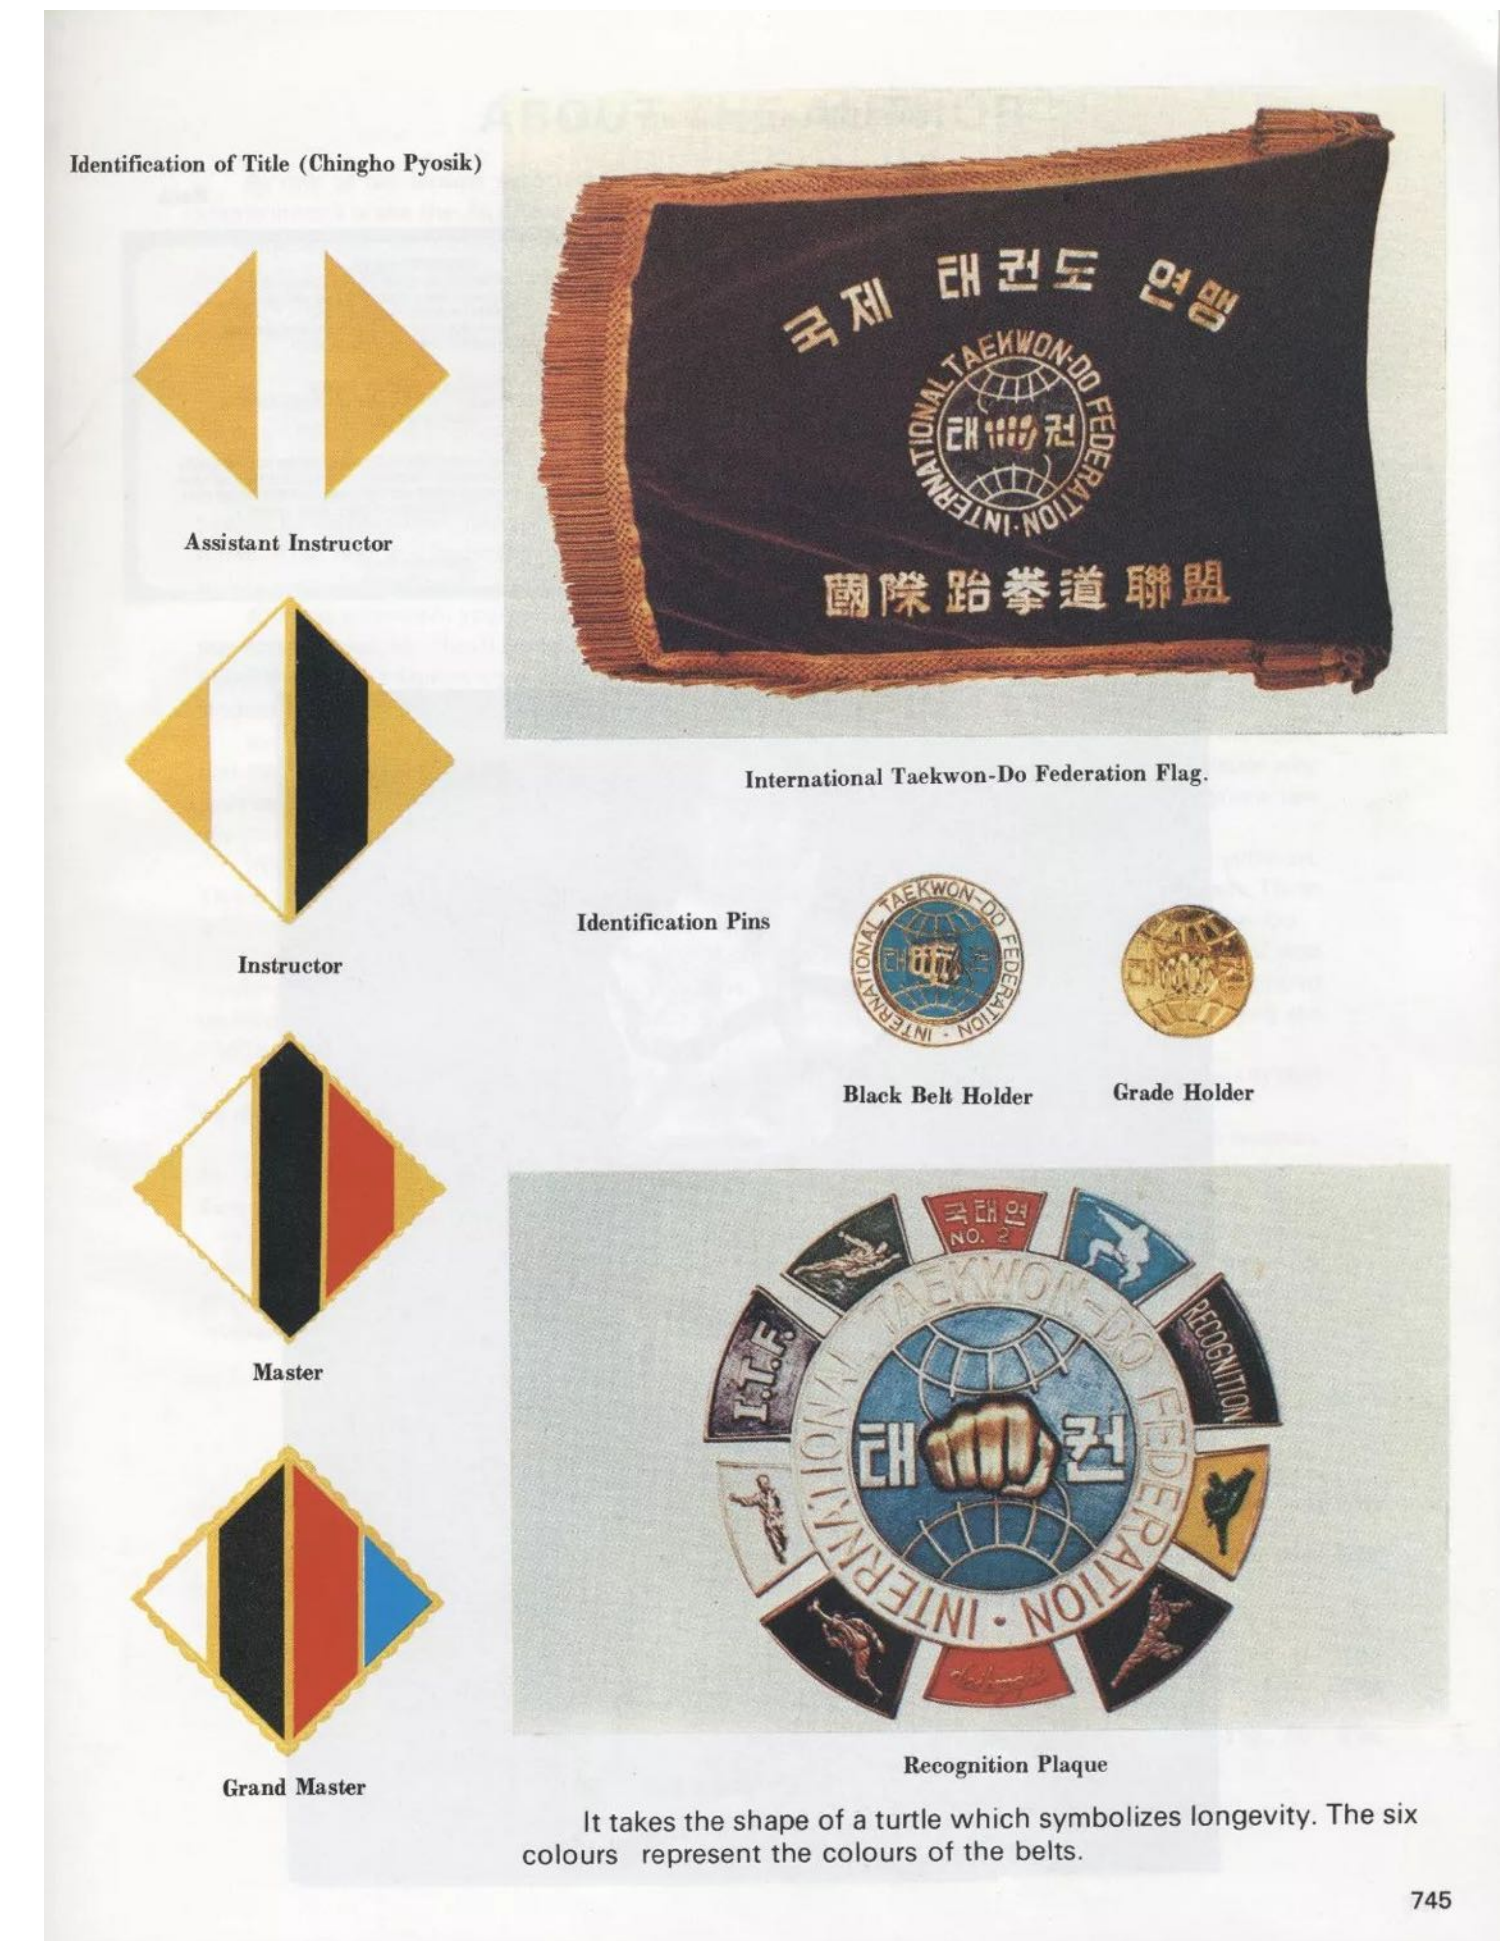 Identification of Title (Chingho Pyosik)
Assistant Instructor
Instructor
Master
Grand Master
국제 태권도 연맹
INTERNATIONAL TAEKWON-DO FEDERATION ·
태 권
國際 跆拳道 聯盟
International Taekwon-Do Federation Flag.
Identification Pins
INTERNATIONAL TAEKWON-DO FEDERATION ·
태 권
태 권
Black Belt Holder
Grade Holder
국태연
NO. 2
RECOGNITION
I.T.F.
INTERNATIONAL TAEKWON-DO FEDERATION ·
태 권
Recognition Plaque
It takes the shape of a turtle which symbolizes longevity. The six
colours represent the colours of the belts.
745